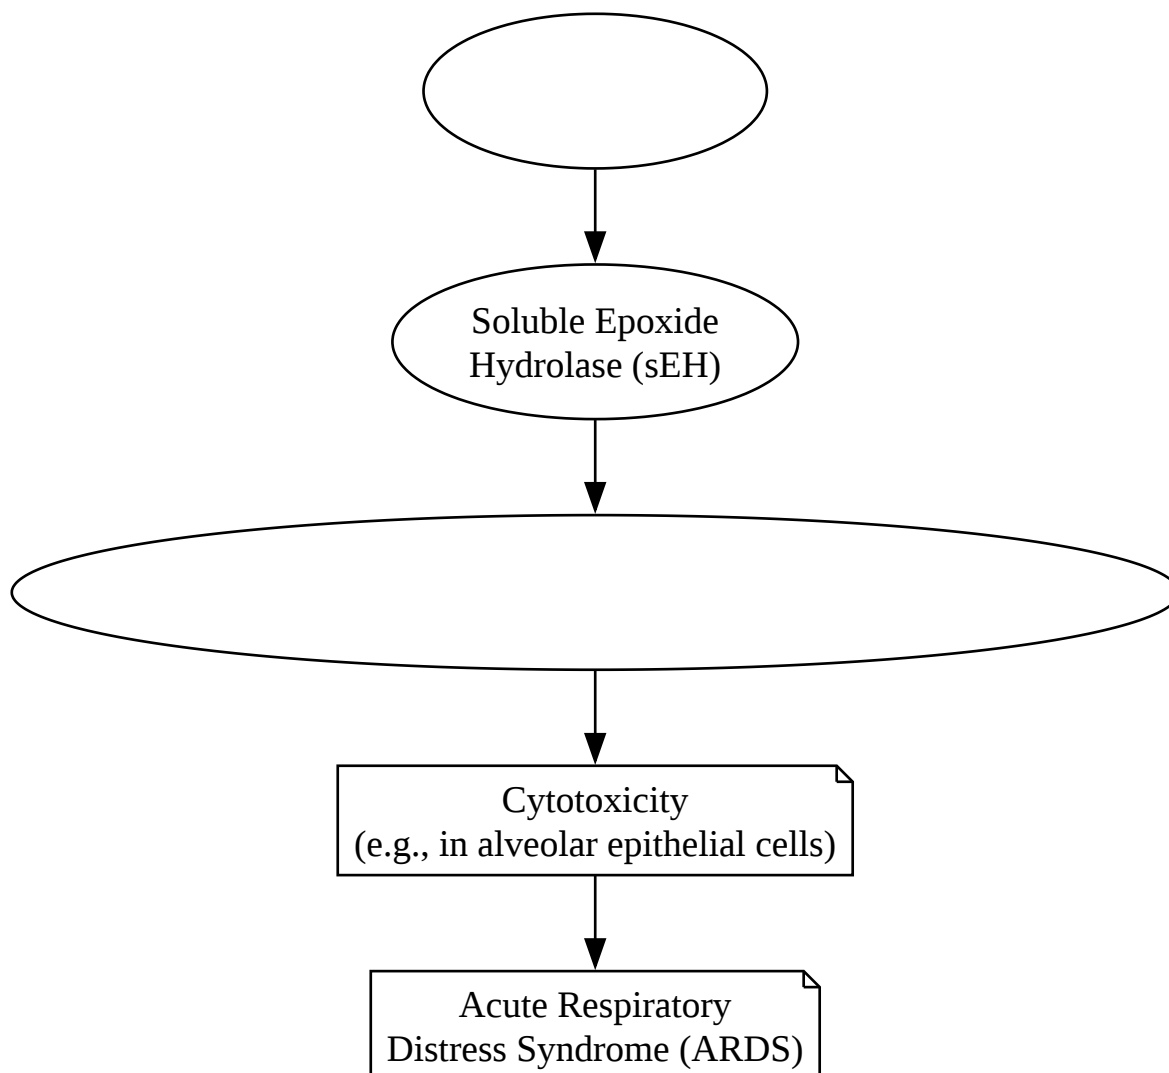 Soluble Epoxide
Hydrolase (sEH)
Cytotoxicity
(e.g., in alveolar epithelial cells)
Acute Respiratory
Distress Syndrome (ARDS)